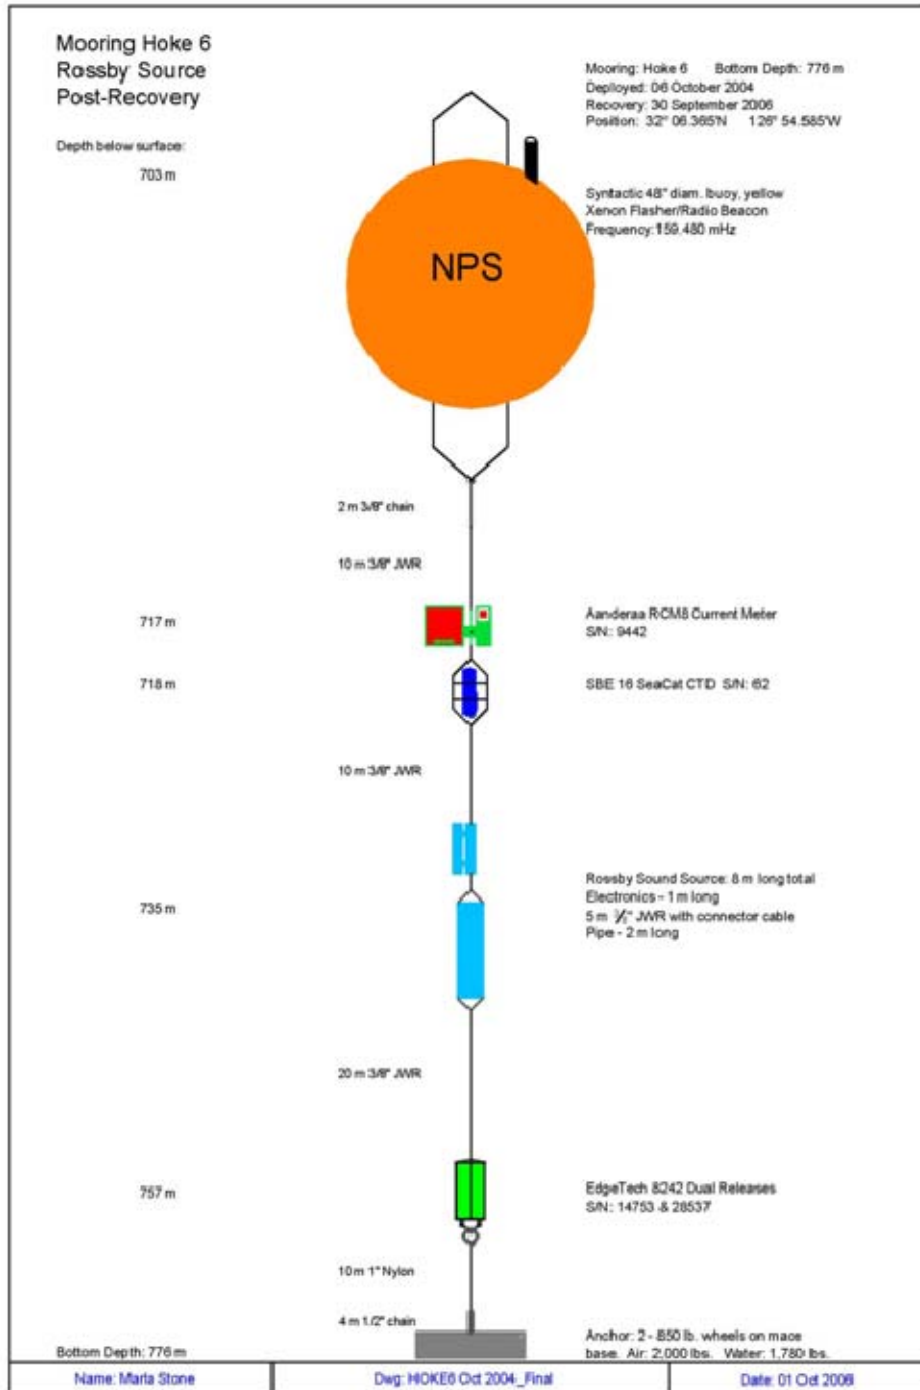 Mooring Hoke 6
Rossby Source
Post-Recovery
Mooring: Hoke 6 Bottom Depth: 776 m
Deployed: 06 October 2004
Recovery: 30 September 2006
Position: 32° 06.365'N 126° 54.585'W
Depth below surface:
703 m
Syntactic 48" diam. buoy, yellow
Xenon Flasher/Radio Beacon
Frequency: 159.480 mHz
NPS
2 m 3/8" chain
10 m 3/8" JWR
717 m
Aanderaa RCM8 Current Meter
S/N: 9442
718 m
SBE 16 SeaCat CTD S/N: 62
10 m 3/8" JWR
Rossby Sound Source: 8 m long total
Electronics - 1 m long
735 m
5 m JWR with connector cable
Pipe - 2 m long
20 m 3/8" JWR
757 m
EdgeTech 8242 Dual Releases
S/N: 14753 & 28537
10 m 1" Nylon
4 m 1/2" chain
Anchor: 2 - 850 lb. wheels on mace
base. Air: 2,000 lbs. Water: 1,780 lbs.
Bottom Depth: 776 m
Name: Marla Stone
Dwg: HOKE6 Oct 2004_Final
Date: 01 Oct 2006